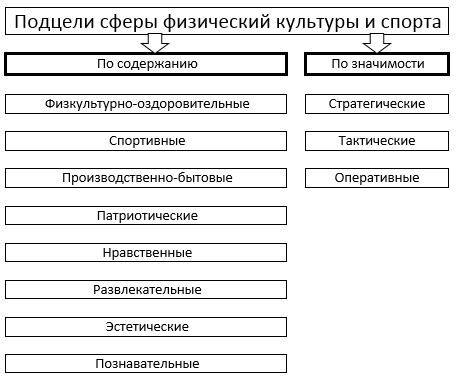 Подцели сферы физический культуры и спорта
По содержанию
По значимости
Физкультурно-оздоровительные
Стратегические
Спортивные
Тактические
Производственно-бытовые
Оперативные
Патриотические
Нравственные
Развлекательные
Эстетические
Познавательные